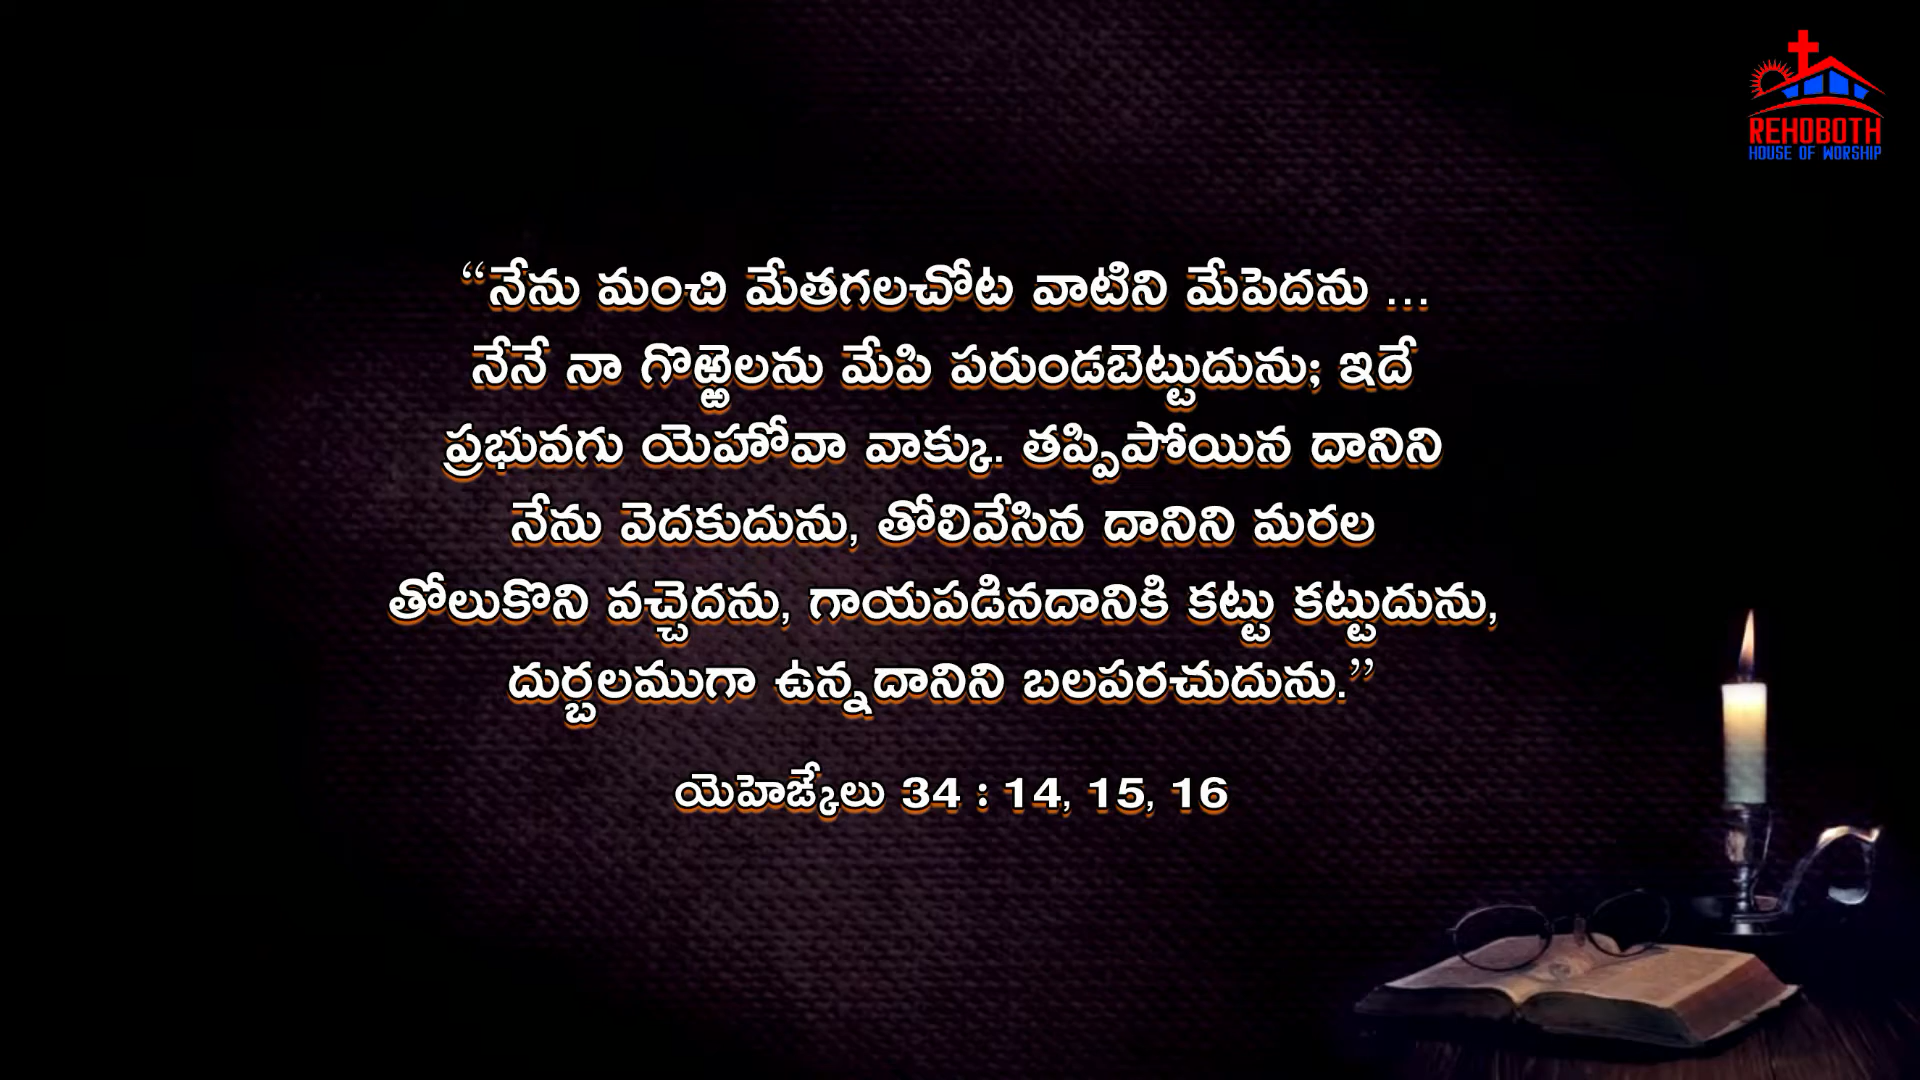 REHOBOTH
HOUSE OF WORSHIP
“నేను మంచి మేతగలచోట వాటిని మేపెదను ...
నేనే నా గొఱ్ఱెలను మేపి పరుండబెట్టుదును; ఇదే
ప్రభువగు యెహోవా వాక్కు. తప్పిపోయిన దానిని
నేను వెదకుదును, తోలివేసిన దానిని మరల
తోలుకొని వచ్చెదను, గాయపడినదానికి కట్టు కట్టుదును,
దుర్బలముగా ఉన్నదానిని బలపరచుదును.”
యెహెఙ్కేలు 34 : 14, 15, 16